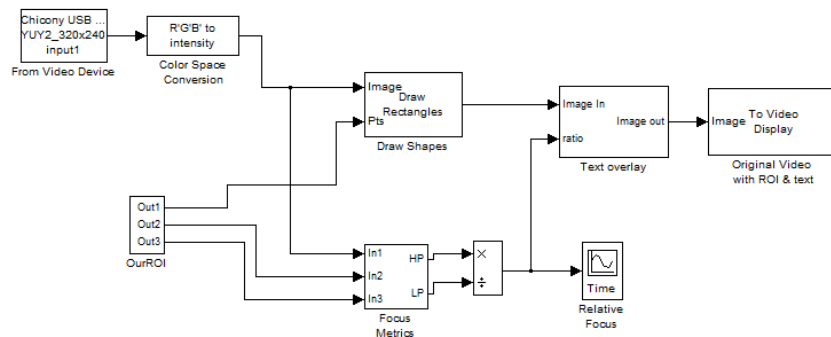 Chicony USB ...
YUY2_320x240
input1
From Video Device
R'G'B' to
intensity
Color Space
Conversion
Image
Pts
Draw
Rectangles
Draw Shapes
Image In
ratio
Image out
Text overlay
Image
To Video
Display
Original Video
with ROI & text
Out1
Out2
Out3
OurROI
In1
In2
In3
HP
LP
Focus
Metrics
×
÷
Time
Relative
Focus